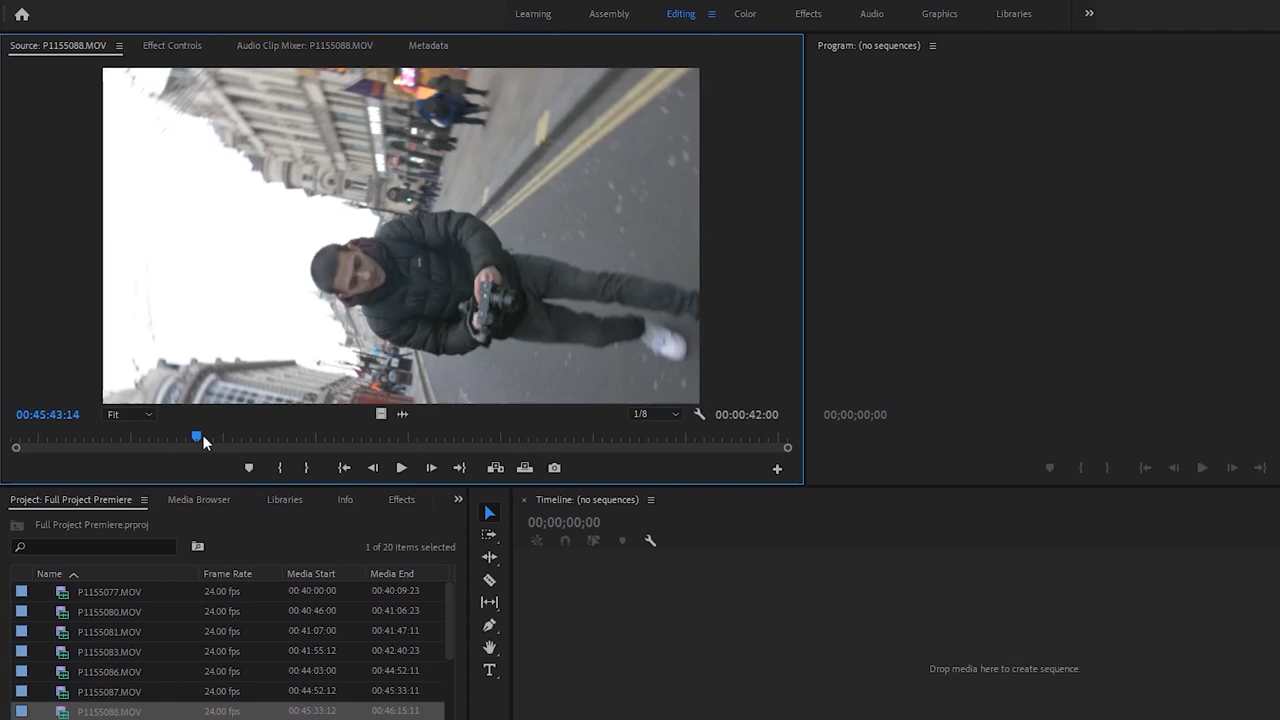 Learning Assembly Editing Color Effects Audio Graphics Libraries
Source: P1155088.MOV Effect Controls Audio Clip Mixer: P1155088.MOV Metadata Program: (no sequences)
00:45:43:14 Fit 1/8 00:00:42:00 00;00;00;00
Project: Full Project Premiere Media Browser Libraries Info Effects Timeline: (no sequences)
Full Project Premiere.prproj 00;00;00;00
1 of 20 items selected
Name Frame Rate Media Start Media End
P1155077.MOV 24.00 fps 00:40:00:00 00:40:09:23
P1155080.MOV 24.00 fps 00:40:46:00 00:41:06:23
P1155081.MOV 24.00 fps 00:41:07:00 00:41:47:11
P1155083.MOV 24.00 fps 00:41:55:12 00:42:40:23
P1155086.MOV 24.00 fps 00:44:03:00 00:44:52:11
Drop media here to create sequence.
P1155087.MOV 24.00 fps 00:44:52:12 00:45:33:11
P1155088.MOV 24.00 fps 00:45:33:12 00:46:15:11